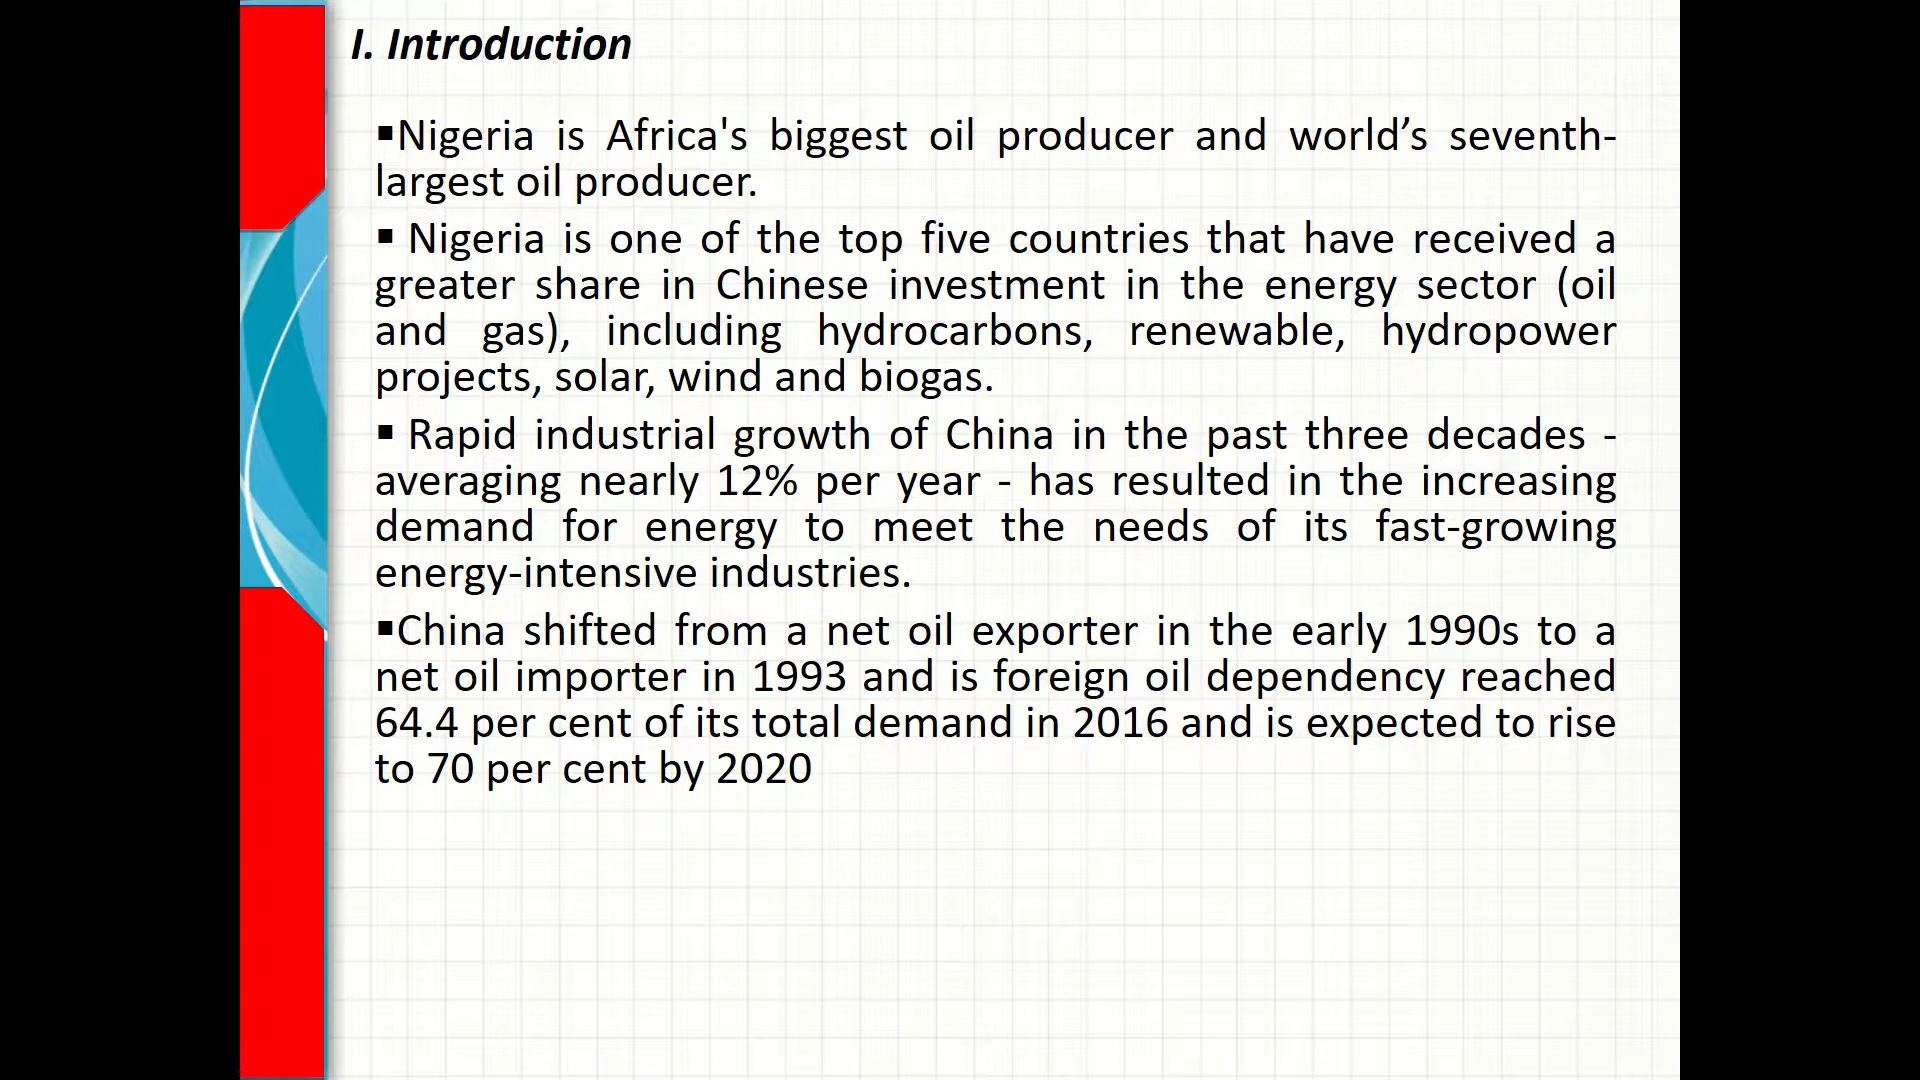 I. Introduction
▪Nigeria is Africa's biggest oil producer and world’s seventh-
largest oil producer.
▪ Nigeria is one of the top five countries that have received a
greater share in Chinese investment in the energy sector (oil
and gas), including hydrocarbons, renewable, hydropower
projects, solar, wind and biogas.
▪ Rapid industrial growth of China in the past three decades -
averaging nearly 12% per year - has resulted in the increasing
demand for energy to meet the needs of its fast-growing
energy-intensive industries.
▪China shifted from a net oil exporter in the early 1990s to a
net oil importer in 1993 and is foreign oil dependency reached
64.4 per cent of its total demand in 2016 and is expected to rise
to 70 per cent by 2020